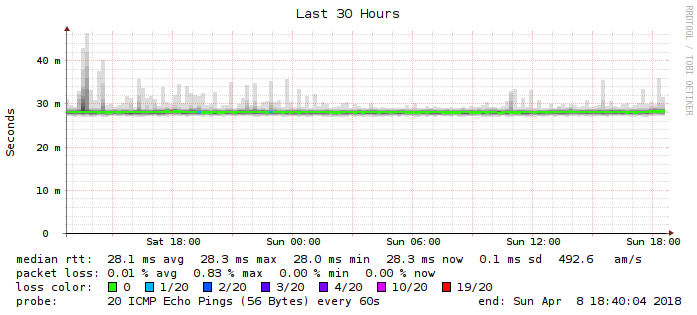 Last 30 Hours
RRDTOOL / TOBI OETIKER
Seconds
40 m
30 m
20 m
10 m
0
Sat 18:00 Sun 00:00 Sun 06:00 Sun 12:00 Sun 18:00
median rtt: 28.1 ms avg 28.3 ms max 28.0 ms min 28.3 ms now 0.1 ms sd 492.6 am/s
packet loss: 0.01 % avg 0.83 % max 0.00 % min 0.00 % now
loss color: 0 1/20 2/20 3/20 4/20 10/20 19/20
probe: 20 ICMP Echo Pings (56 Bytes) every 60s end: Sun Apr 8 18:40:04 2018